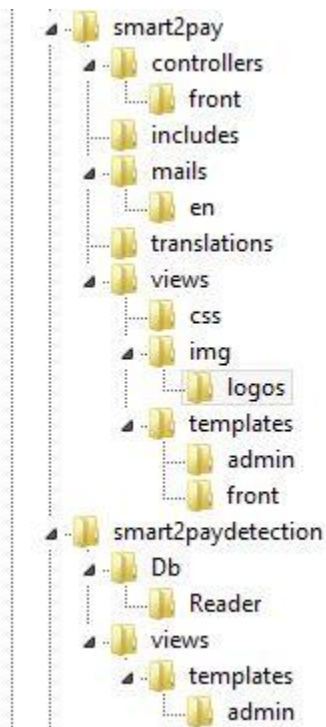 smart2pay
controllers
front
includes
mails
en
translations
views
css
img
logos
templates
admin
front
smart2paydetection
Db
Reader
views
templates
admin